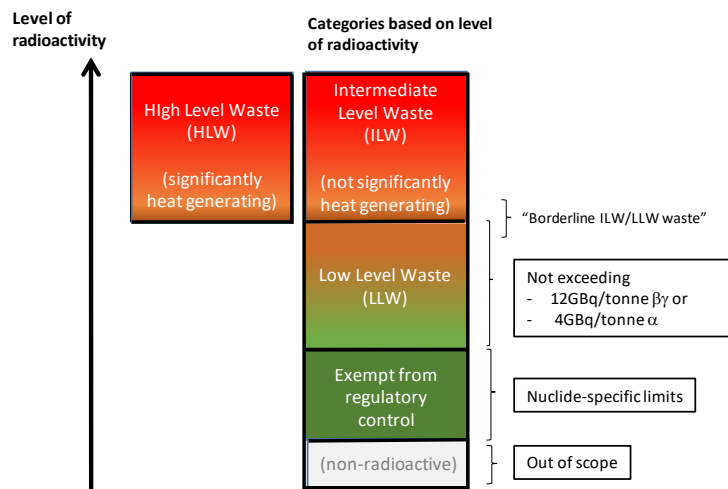 Level of
radioactivity
Categories based on level
of radioactivity
HIgh Level Waste
(HLW)
(significantly
heat generating)
Intermediate
Level Waste
(ILW)
(not significantly
heat generating)
“Borderline ILW/LLW waste”
Low Level Waste
(LLW)
Not exceeding
- 12GBq/tonne βγ or
- 4GBq/tonne α
Exempt from
regulatory
control
Nuclide-specific limits
(non-radioactive)
Out of scope